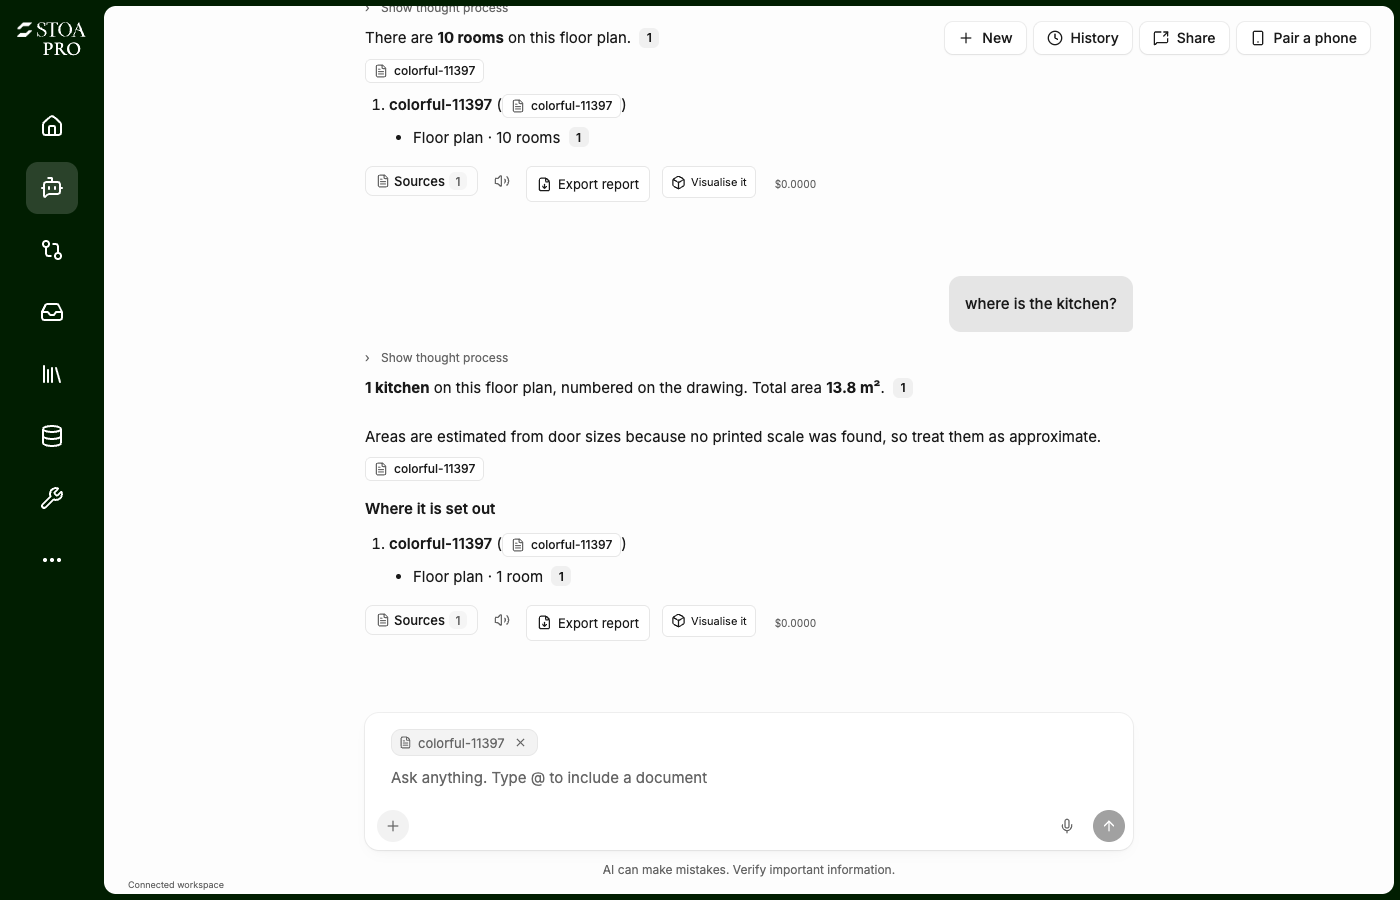 STOA
PRO
Show thought process
New
History
Share
Pair a phone
There are 10 rooms on this floor plan. 1
colorful-11397
1. colorful-11397 ( colorful-11397 )
• Floor plan · 10 rooms 1
Sources 1
Export report
Visualise it
$0.0000
where is the kitchen?
Show thought process
1 kitchen on this floor plan, numbered on the drawing. Total area 13.8 m². 1
Areas are estimated from door sizes because no printed scale was found, so treat them as approximate.
colorful-11397
Where it is set out
1. colorful-11397 ( colorful-11397 )
• Floor plan · 1 room 1
Sources 1
Export report
Visualise it
$0.0000
colorful-11397
Ask anything. Type @ to include a document
AI can make mistakes. Verify important information.
Connected workspace